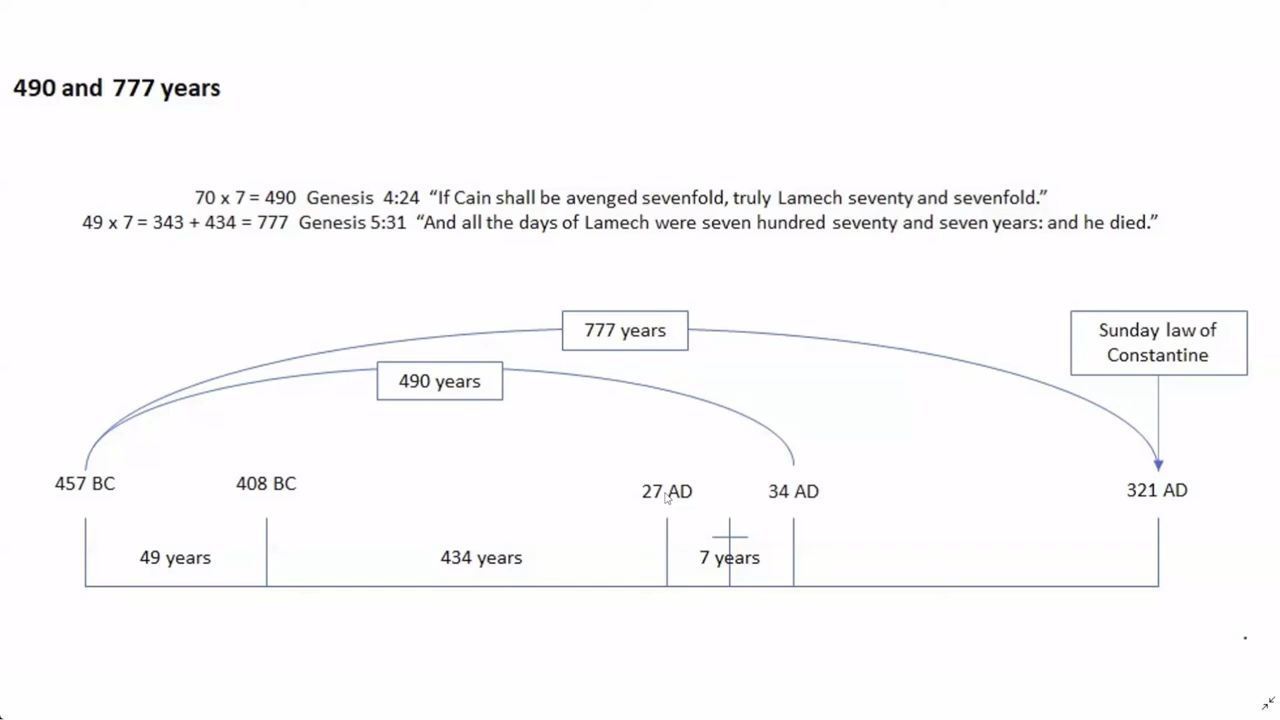 490 and 777 years
70 x 7 = 490 Genesis 4:24 “If Cain shall be avenged sevenfold, truly Lamech seventy and sevenfold.”
49 x 7 = 343 + 434 = 777 Genesis 5:31 “And all the days of Lamech were seven hundred seventy and seven years: and he died.”
777 years
Sunday law of
Constantine
490 years
457 BC
408 BC
27 AD
34 AD
321 AD
49 years
434 years
7 years